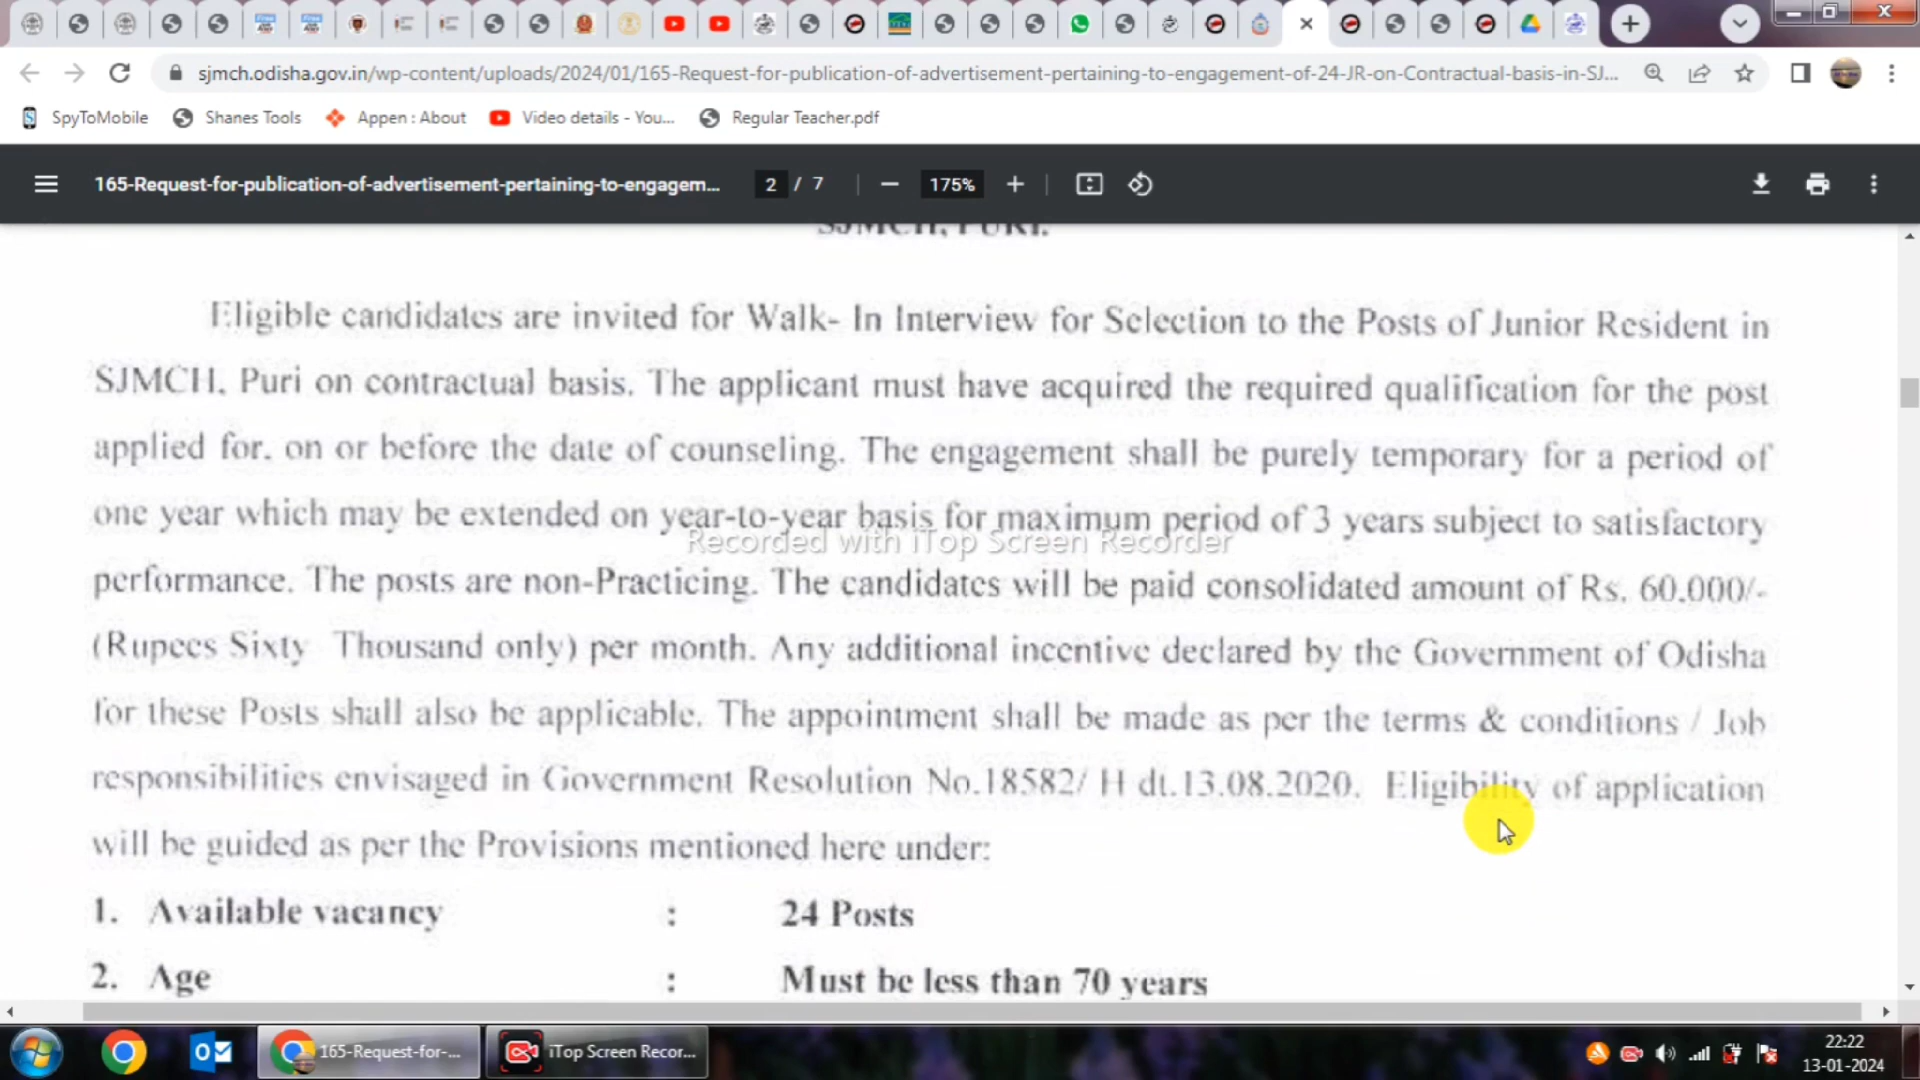 sjmch.odisha.gov.in/wp-content/uploads/2024/01/165-Request-for-publication-of-advertisement-pertaining-to-engagement-of-24-JR-on-Contractual-basis-in-SJ...
SpyToMobile Shanes Tools Appen : About Video details - You... Regular Teacher.pdf
165-Request-for-publication-of-advertisement-pertaining-to-engagem... 2 / 7 175%
SJMCH, PURI.
Eligible candidates are invited for Walk- In Interview for Selection to the Posts of Junior Resident in
SJMCH, Puri on contractual basis. The applicant must have acquired the required qualification for the post
applied for, on or before the date of counseling. The engagement shall be purely temporary for a period of
one year which may be extended on year-to-year basis for maximum period of 3 years subject to satisfactory
Recorded with iTop Screen Recorder
performance. The posts are non-Practicing. The candidates will be paid consolidated amount of Rs. 60,000/-
(Rupees Sixty Thousand only) per month. Any additional incentive declared by the Government of Odisha
for these Posts shall also be applicable. The appointment shall be made as per the terms & conditions / Job
responsibilities envisaged in Government Resolution No.18582/ H dt.13.08.2020. Eligibility of application
will be guided as per the Provisions mentioned here under:
1. Available vacancy : 24 Posts
2. Age : Must be less than 70 years
165-Request-for-... iTop Screen Recor...
22:22
13-01-2024